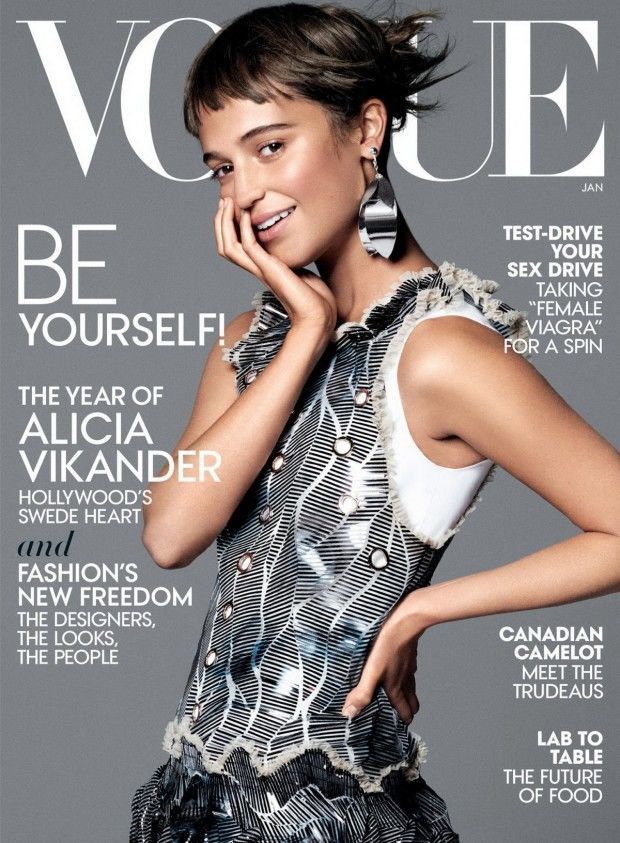 VOGUE
JAN
BE
YOURSELF!
THE YEAR OF
ALICIA
VIKANDER
HOLLYWOOD'S
SWEDE HEART
and
FASHION'S
NEW FREEDOM
THE DESIGNERS,
THE LOOKS,
THE PEOPLE
TEST-DRIVE
YOUR
SEX DRIVE
TAKING
"FEMALE
VIAGRA"
FOR A SPIN
CANADIAN
CAMELOT
MEET THE
TRUDEAUS
LAB TO
TABLE
THE FUTURE
OF FOOD